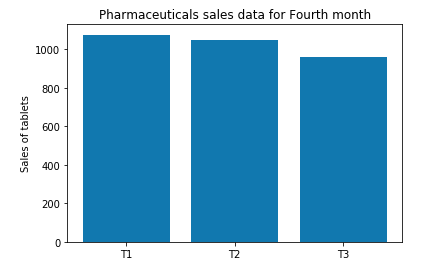 Pharmaceuticals sales data for Fourth month
1000
800
600
400
200
0
Sales of tablets
T1 T2 T3